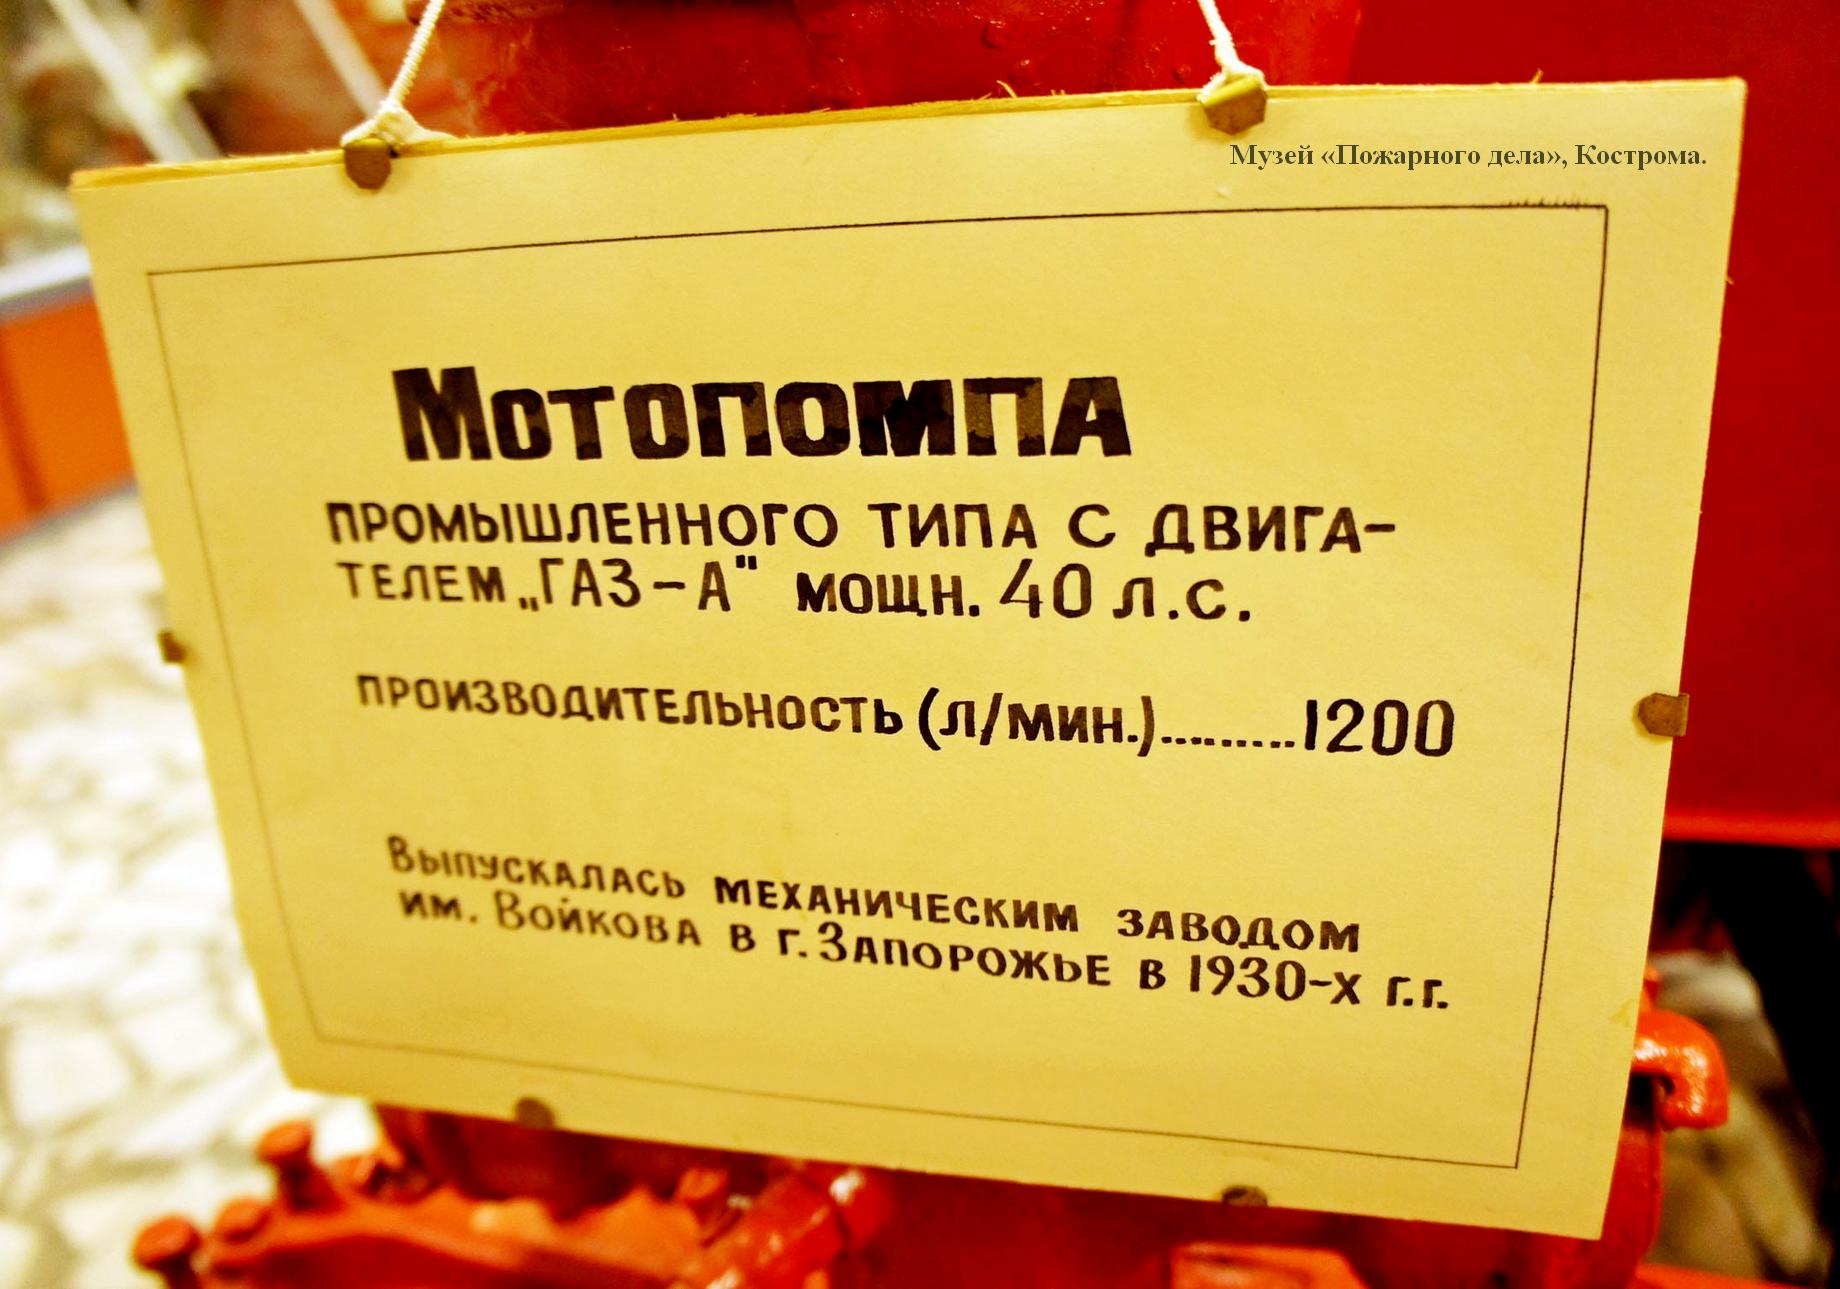 Музей «Пожарного дела», Кострома.
Мотопомпа
промышленного типа с двига-
телем „ГАЗ-А" мощн. 40 л.с.
производительность (л/мин.)..........1200
Выпускалась механическим заводом
им. Войкова в г. Запорожье в 1930-х г.г.